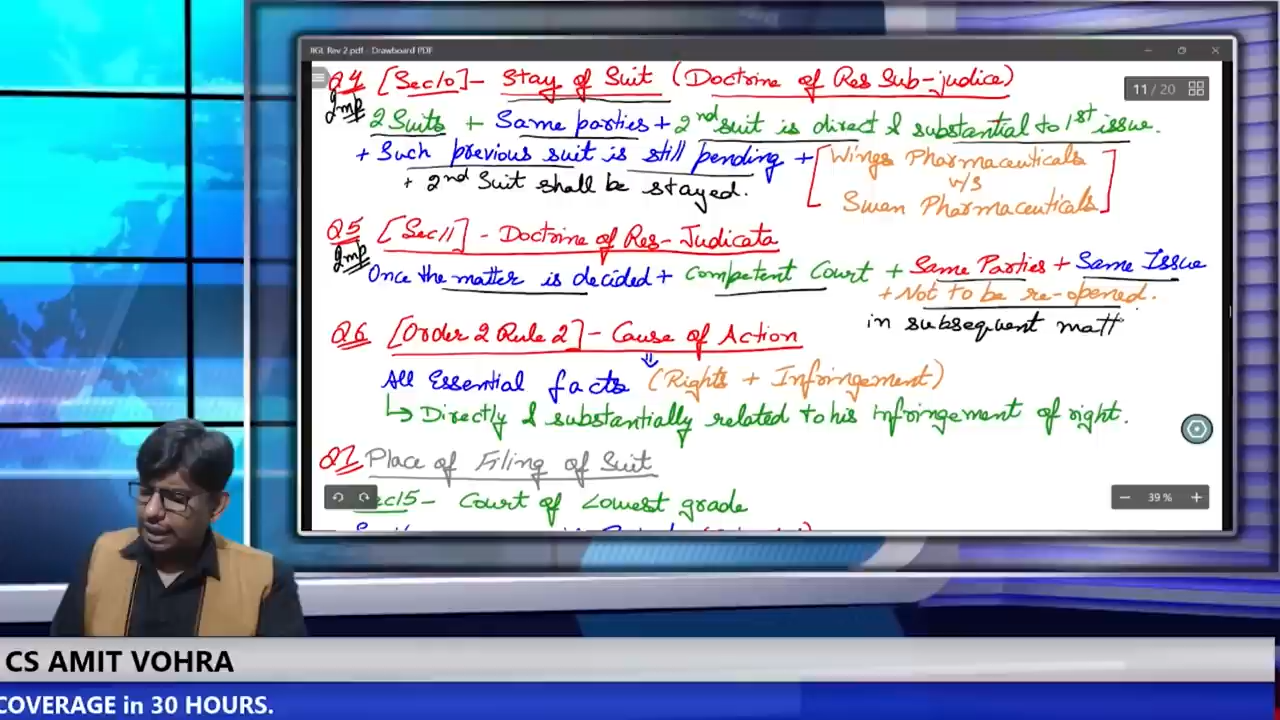 JIGL Rev 2.pdf - Drawboard PDF
11 / 20
Q4 [Sec10] - Stay of Suit (Doctrine of Res Sub-judice)
Imp
2 Suits + Same parties + 2nd suit is direct & substantial to 1st issue.
+ Such previous suit is still pending + [Wings Pharmaceuticals
v/s
Swan Pharmaceuticals]
+ 2nd Suit shall be stayed.
Q5 [Sec11] - Doctrine of Res-Judicata
Imp
Once the matter is decided + Competent Court + Same Parties + Same Issue
+ Not to be re-opened.
in subsequent matt
Q6 [Order 2 Rule 2] - Cause of Action
All Essential facts (Rights + Infringement)
↳ Directly & substantially related to his infringement of right.
Q7 Place of Filing of Suit
ec15 - Court of Lowest grade
39 %
CS AMIT VOHRA
COVERAGE in 30 HOURS.